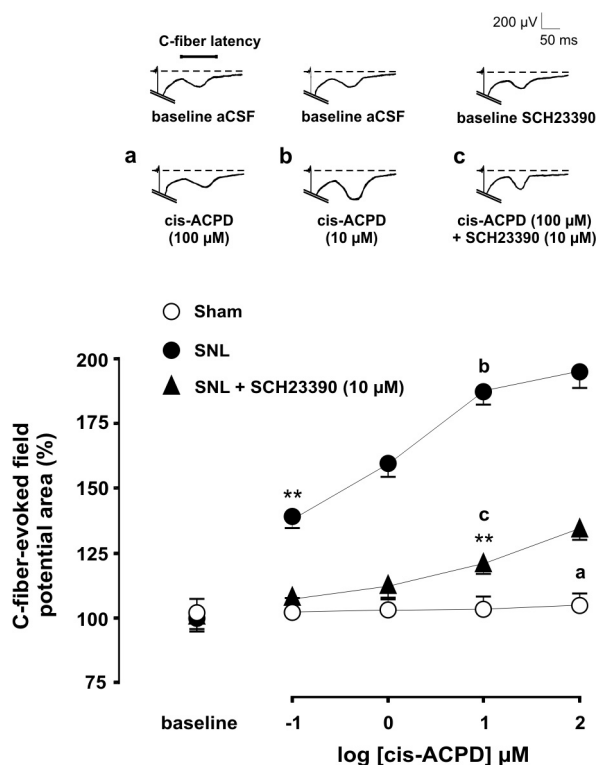 200 µV
50 ms
C-fiber latency
baseline aCSF
baseline aCSF
baseline SCH23390
a
b
c
cis-ACPD
(100 µM)
cis-ACPD
(10 µM)
cis-ACPD (100 µM)
+ SCH23390 (10 µM)
Sham
SNL
SNL + SCH23390 (10 µM)
C-fiber-evoked field
potential area (%)
200
175
150
125
100
75
b
**
c
**
a
baseline
-1
0
1
2
log [cis-ACPD] µM